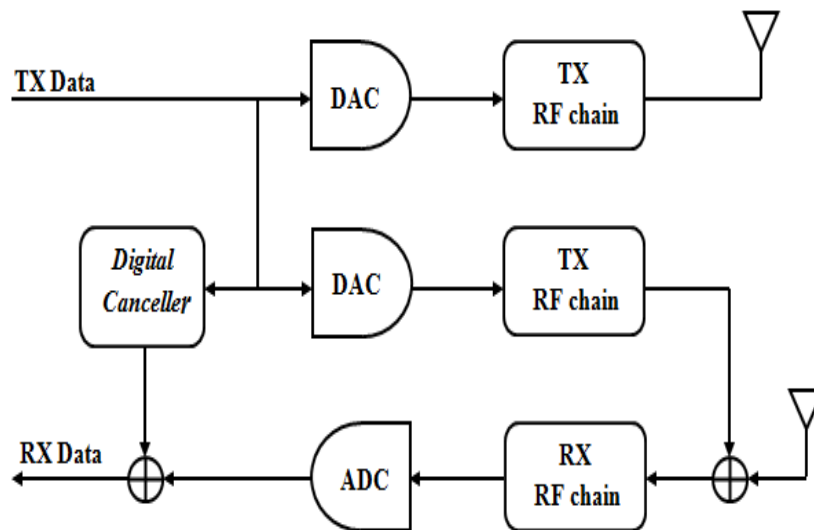 TX Data
DAC
TX
RF chain
Digital
Canceller
DAC
TX
RF chain
RX Data
ADC
RX
RF chain